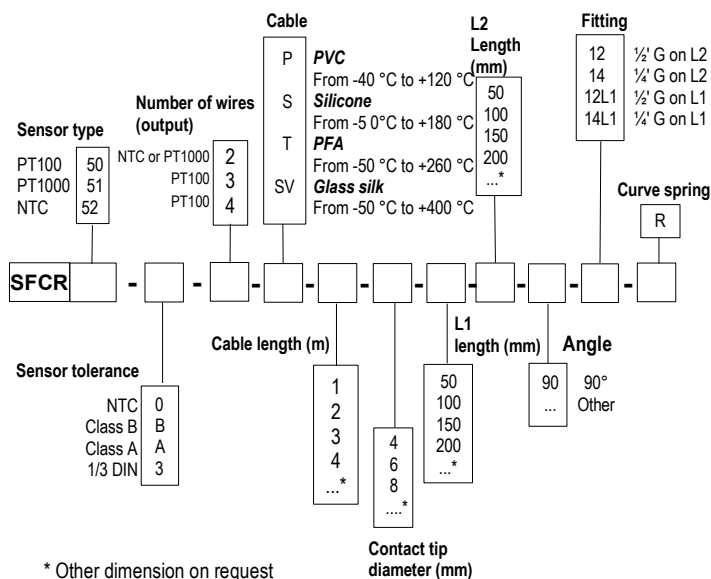 Cable
P PVC
From -40 °C to +120 °C
S Silicone
From -5 0°C to +180 °C
T PFA
From -50 °C to +260 °C
SV Glass silk
From -50 °C to +400 °C
L2
Length
(mm)
50
100
150
200
...*
Fitting
12 ½' G on L2
14 ¼' G on L2
12L1 ½' G on L1
14L1 ¼' G on L1
Number of wires
(output)
NTC or PT1000 2
PT100 3
PT100 4
Sensor type
PT100 50
PT1000 51
NTC 52
Curve spring
R
SFCR - - - - - - - - - -
Sensor tolerance
NTC 0
Class B B
Class A A
1/3 DIN 3
Cable length (m)
1
2
3
4
...*
4
6
8
....*
Contact tip
diameter (mm)
L1
length (mm)
50
100
150
200
...*
Angle
90 90°
... Other
* Other dimension on request